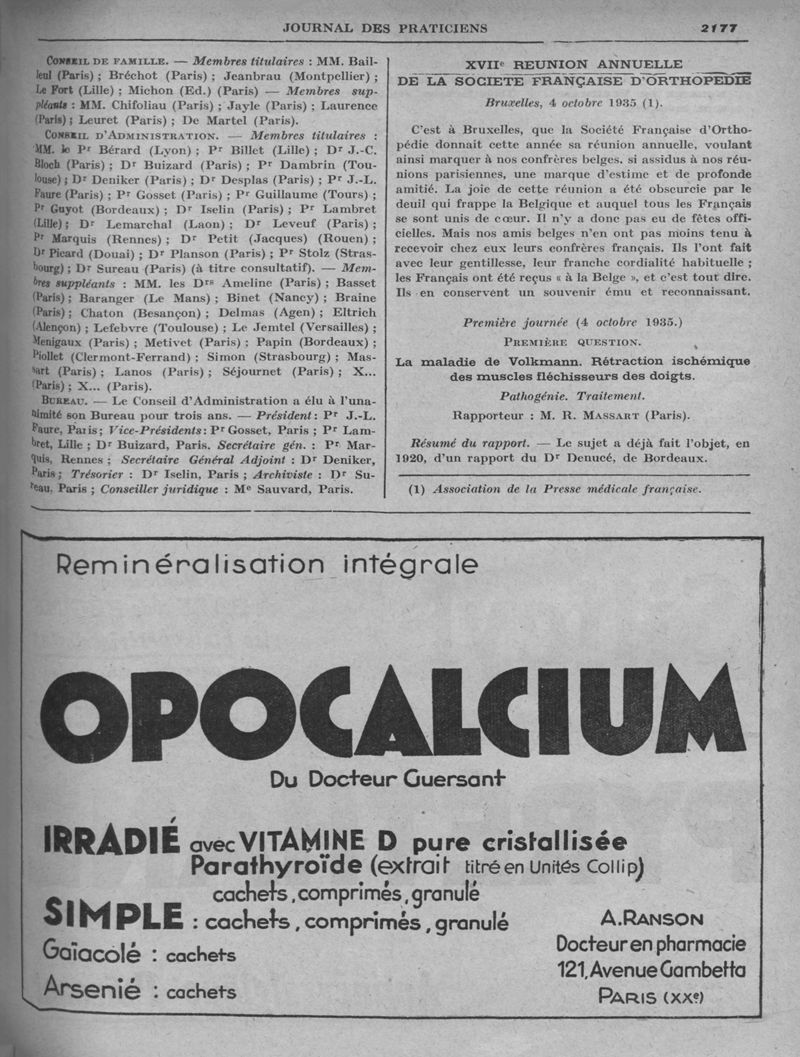 JOURNAL DES PRATICIENS 2177
CONSEIL DE FAMILLE. — Membres titulaires : MM. Bail-
leul (Paris) ; Bréchot (Paris) ; Jeanbrau (Montpellier) ;
Le Fort (Lille) ; Michon (Ed.) (Paris) — Membres sup-
pléants : MM. Chifoliau (Paris) ; Jayle (Paris) ; Laurence
(Paris) ; Leuret (Paris) ; De Martel (Paris).
CONSEIL D'ADMINISTRATION. — Membres titulaires :
MM. le Pr Bérard (Lyon) ; Pr Billet (Lille) ; Dr J.-C.
Bloch (Paris) ; Dr Buizard (Paris) ; Pr Dambrin (Tou-
louse) ; Dr Deniker (Paris) ; Dr Desplas (Paris) ; Pr J.-L.
Faure (Paris) ; Pr Gosset (Paris) ; Pr Guillaume (Tours) ;
Pr Guyot (Bordeaux) ; Dr Iselin (Paris) ; Pr Lambret
(Lille) ; Dr Lemarchal (Laon) ; Dr Leveuf (Paris) ;
Pr Marquis (Rennes) ; Dr Petit (Jacques) (Rouen) ;
Dr Picard (Douai) ; Dr Planson (Paris) ; Pr Stolz (Stras-
bourg) ; Dr Sureau (Paris) (à titre consultatif). — Mem-
bres suppléants : MM. les Drs Ameline (Paris) ; Basset
(Paris) ; Baranger (Le Mans) ; Binet (Nancy) ; Braine
(Paris) ; Chaton (Besançon) ; Delmas (Agen) ; Eltrich
(Alençon) ; Lefebvre (Toulouse) ; Le Jemtel (Versailles) ;
Menigaux (Paris) ; Metivet (Paris) ; Papin (Bordeaux) ;
Piollet (Clermont-Ferrand) ; Simon (Strasbourg) ; Mas-
sart (Paris) ; Lanos (Paris) ; Séjournet (Paris) ; X...
(Paris) ; X... (Paris).
BUREAU. — Le Conseil d'Administration a élu à l'una-
nimité son Bureau pour trois ans. — Président : Pr J.-L.
Faure, Paris ; Vice-Présidents : Pr Gosset, Paris ; Pr Lam-
bret, Lille ; Dr Buizard, Paris. Secrétaire gén. : Pr Mar-
quis, Rennes ; Secrétaire Général Adjoint : Dr Deniker,
Paris ; Trésorier : Dr Iselin, Paris ; Archiviste : Dr Su-
reau, Paris ; Conseiller juridique : Me Sauvard, Paris.
XVIIe REUNION ANNUELLE
DE LA SOCIETE FRANÇAISE D'ORTHOPEDIE
Bruxelles, 4 octobre 1935 (1).
C'est à Bruxelles, que la Société Française d'Ortho-
pédie donnait cette année sa réunion annuelle, voulant
ainsi marquer à nos confrères belges. si assidus à nos réu-
nions parisiennes, une marque d'estime et de profonde
amitié. La joie de cette réunion a été obscurcie par le
deuil qui frappe la Belgique et auquel tous les Français
se sont unis de cœur. Il n'y a donc pas eu de fêtes offi-
cielles. Mais nos amis belges n'en ont pas moins tenu à
recevoir chez eux leurs confrères français. Ils l'ont fait
avec leur gentillesse, leur franche cordialité habituelle ;
les Français ont été reçus « à la Belge », et c'est tout dire.
Ils en conservent un souvenir ému et reconnaissant.
Première journée (4 octobre 1935.)
PREMIÈRE QUESTION.
La maladie de Volkmann. Rétraction ischémique
des muscles fléchisseurs des doigts.
Pathogénie. Traitement.
Rapporteur : M. R. MASSART (Paris).
Résumé du rapport. — Le sujet a déjà fait l'objet, en
1920, d'un rapport du Dr Denucé, de Bordeaux.
(1) Association de la Presse médicale française.
Reminéralisation intégrale
OPOCALCIUM
Du Docteur Guersant
IRRADIÉ avec VITAMINE D pure cristallisée
Parathyroïde (extrait titré en Unités Collip)
cachets, comprimés, granulé
SIMPLE : cachets, comprimés, granulé
Gaïacolé : cachets
Arsenié : cachets
A. RANSON
Docteur en pharmacie
121, Avenue Gambetta
PARIS (XXe)